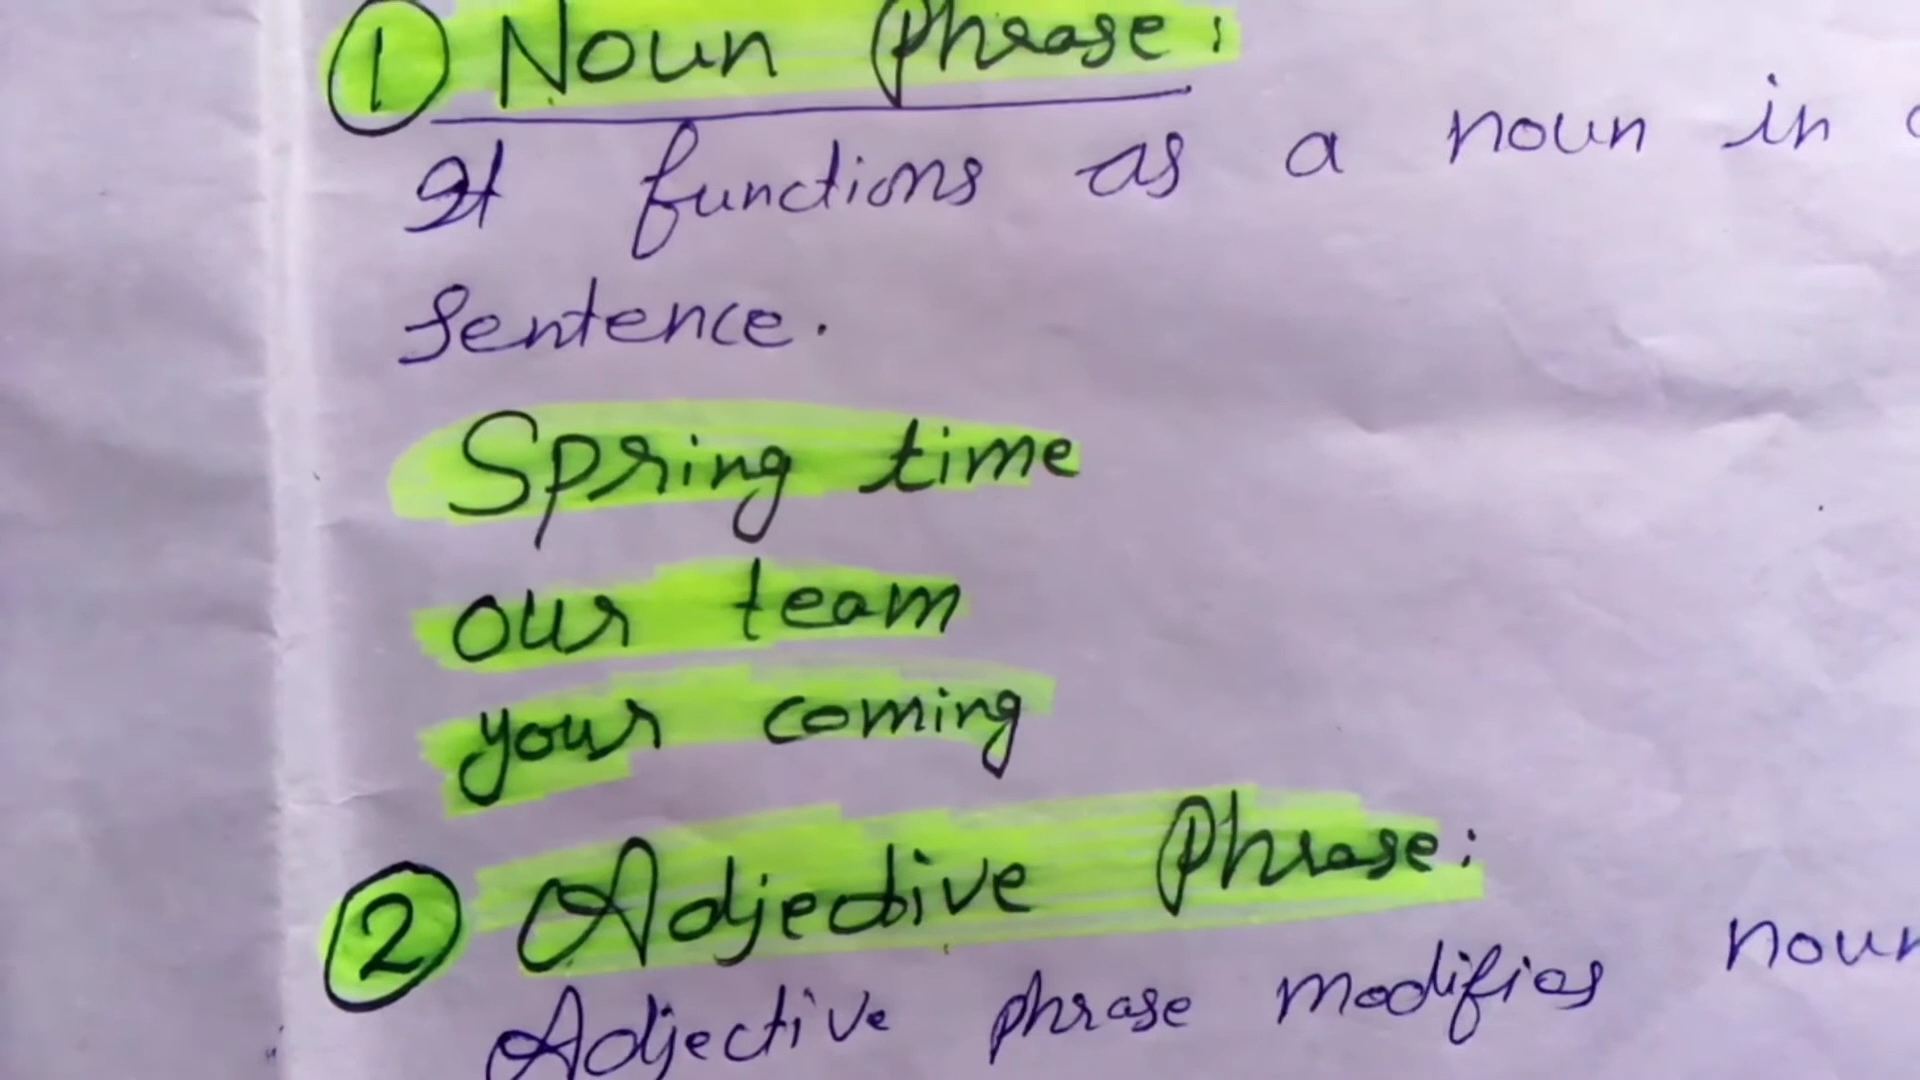 ① Noun Phrase:
It functions as a noun in
Sentence.
Spring time
our team
your coming
② Adjective Phrase:
Adjective phrase modifies noun